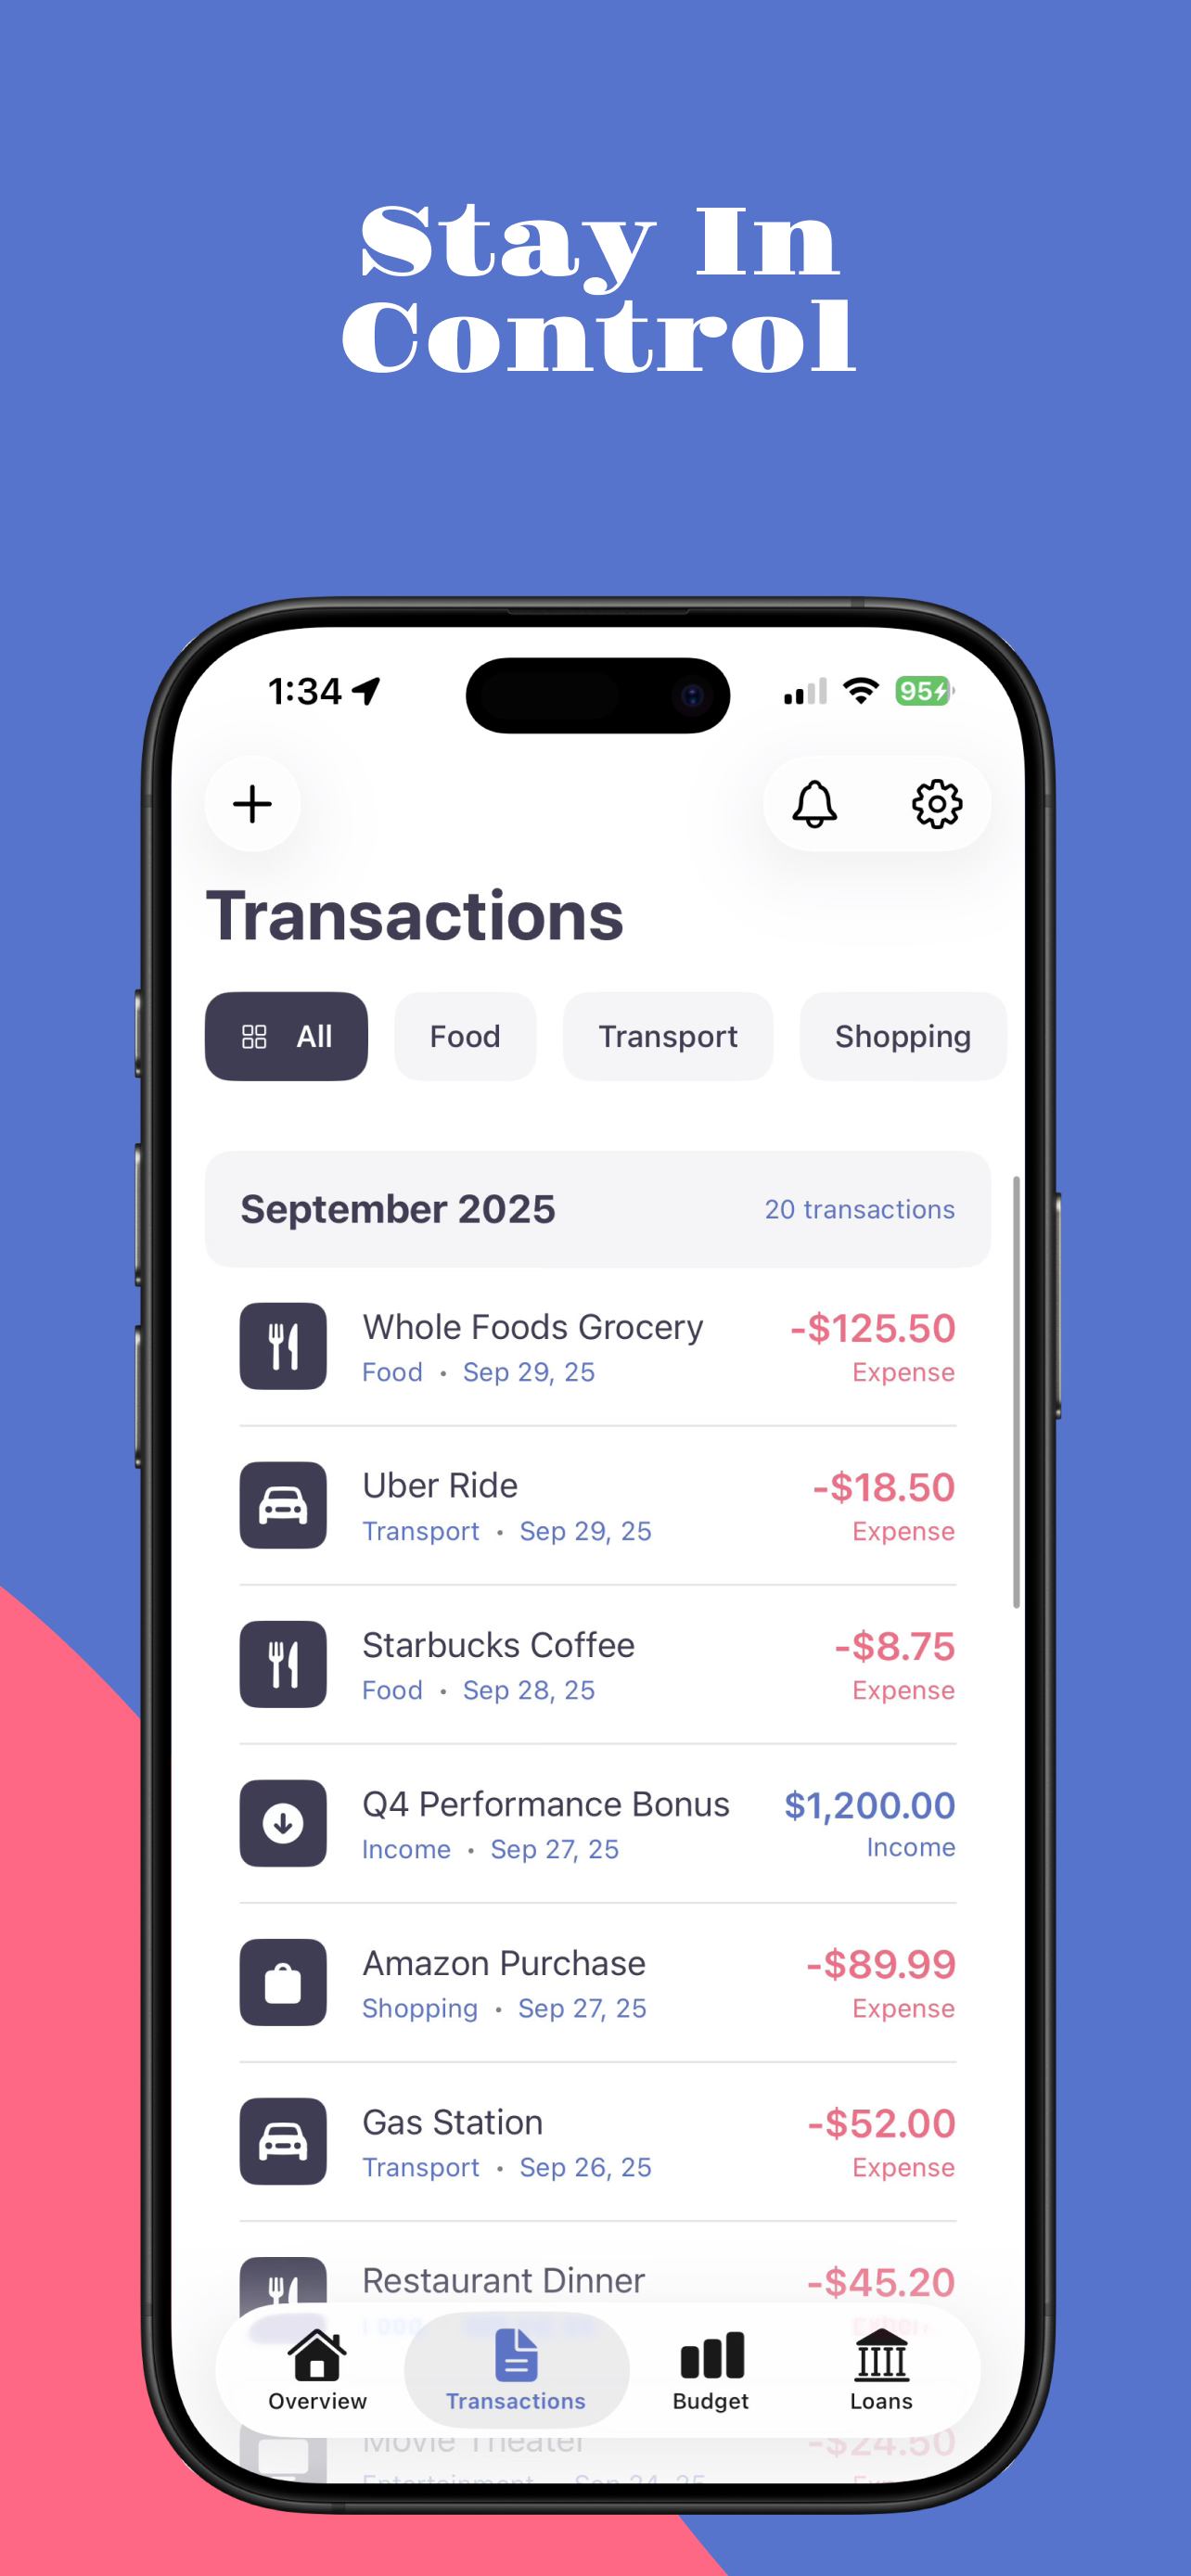 Stay In
Control
1:34
95
Transactions
All
Food
Transport
Shopping
September 2025
20 transactions
Whole Foods Grocery
-$125.50
Food • Sep 29, 25
Expense
Uber Ride
-$18.50
Transport • Sep 29, 25
Expense
Starbucks Coffee
-$8.75
Food • Sep 28, 25
Expense
Q4 Performance Bonus
$1,200.00
Income • Sep 27, 25
Income
Amazon Purchase
-$89.99
Shopping • Sep 27, 25
Expense
Gas Station
-$52.00
Transport • Sep 26, 25
Expense
Restaurant Dinner
-$45.20
Overview
Transactions
Budget
Loans
Movie Theater
-$24.50